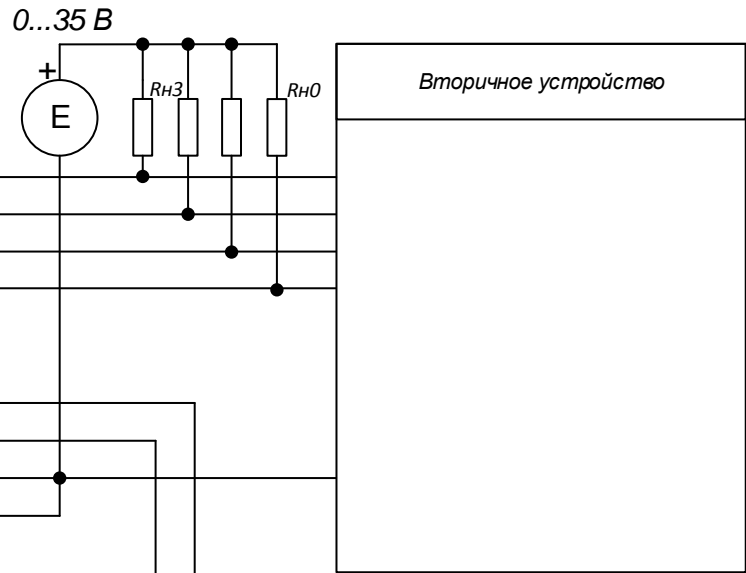 0...35 В
+
E
Rн3
Rн0
Вторичное устройство